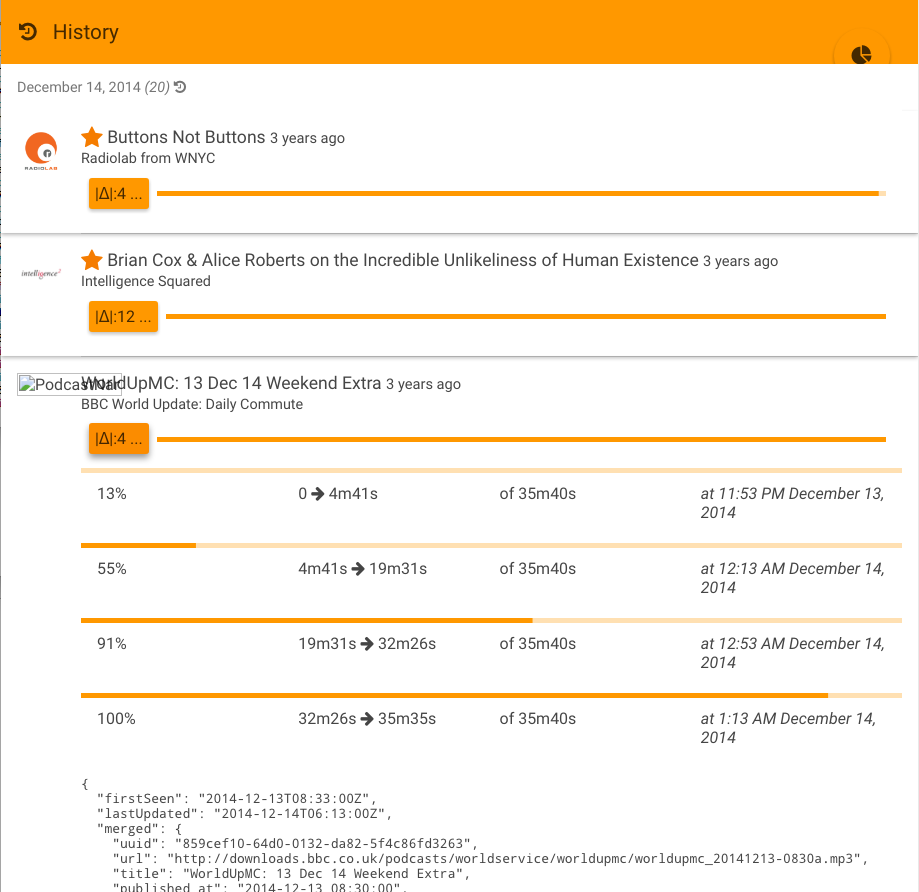 History
December 14, 2014 (20)
Buttons Not Buttons 3 years ago
Radiolab from WNYC
RADIOLAB
|Δ|:4 ...
Brian Cox & Alice Roberts on the Incredible Unlikeliness of Human Existence 3 years ago
intelligence²
Intelligence Squared
|Δ|:12 ...
WorldUpMC: 13 Dec 14 Weekend Extra 3 years ago
BBC World Update: Daily Commute
|Δ|:4 ...
13% 0 ➔ 4m41s of 35m40s at 11:53 PM December 13,
2014
55% 4m41s ➔ 19m31s of 35m40s at 12:13 AM December 14,
2014
91% 19m31s ➔ 32m26s of 35m40s at 12:53 AM December 14,
2014
100% 32m26s ➔ 35m35s of 35m40s at 1:13 AM December 14,
2014
{
"firstSeen": "2014-12-13T08:33:00Z",
"lastUpdated": "2014-12-14T06:13:00Z",
"merged": {
"uuid": "859cef10-64d0-0132-da82-5f4c86fd3263",
"url": "http://downloads.bbc.co.uk/podcasts/worldservice/worldupmc/worldupmc_20141213-0830a.mp3",
"title": "WorldUpMC: 13 Dec 14 Weekend Extra",
"published_at": "2014-12-13 08:30:00",